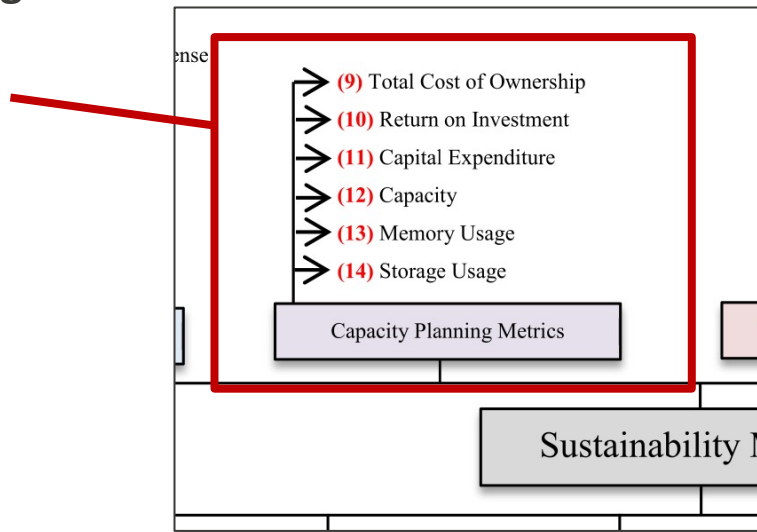 (9) Total Cost of Ownership
(10) Return on Investment
(11) Capital Expenditure
(12) Capacity
(13) Memory Usage
(14) Storage Usage
Capacity Planning Metrics
Sustainability